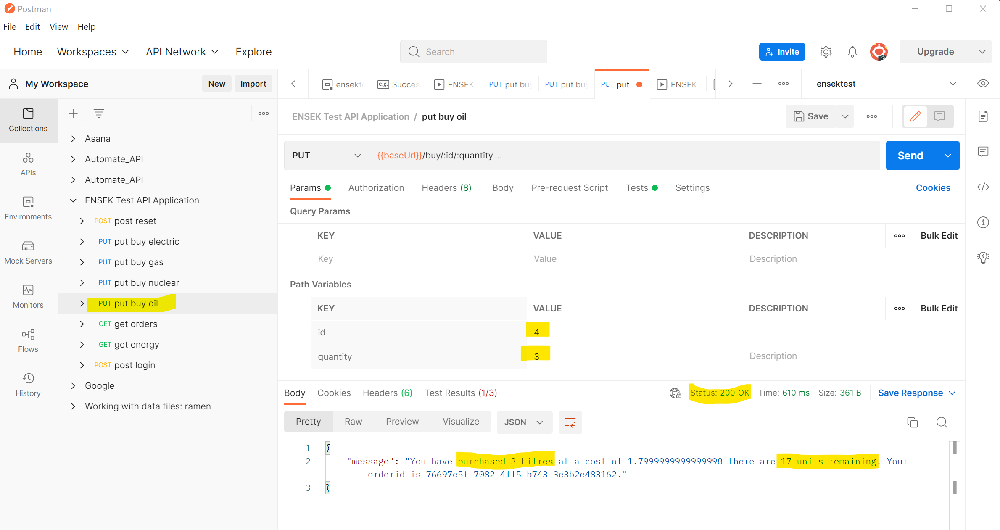 Postman
File Edit View Help
Home Workspaces API Network Explore Search Invite Upgrade
My Workspace New Import
ensekte Succes ENSEK PUT put buy PUT put buy PUT put ENSEK ensektest
Collections
APIs
Environments
Mock Servers
Monitors
Flows
History
Asana
Automate_API
Automate_API
ENSEK Test API Application
POST post reset
PUT put buy electric
PUT put buy gas
PUT put buy nuclear
PUT put buy oil
GET get orders
GET get energy
POST post login
Google
Working with data files: ramen
ENSEK Test API Application / put buy oil Save
PUT {{baseUrl}}/buy/:id/:quantity ... Send
Params Authorization Headers (8) Body Pre-request Script Tests Settings Cookies
Query Params
KEY VALUE DESCRIPTION Bulk Edit
Key Value Description
Path Variables
KEY VALUE DESCRIPTION Bulk Edit
id 4
quantity 3 Description
Body Cookies Headers (6) Test Results (1/3) Status: 200 OK Time: 610 ms Size: 361 B Save Response
Pretty Raw Preview Visualize JSON
1 {
2 "message": "You have purchased 3 Litres at a cost of 1.7999999999999998 there are 17 units remaining. Your
orderid is 76697e5f-7082-4ff5-b743-3e3b2e483162."
3 }